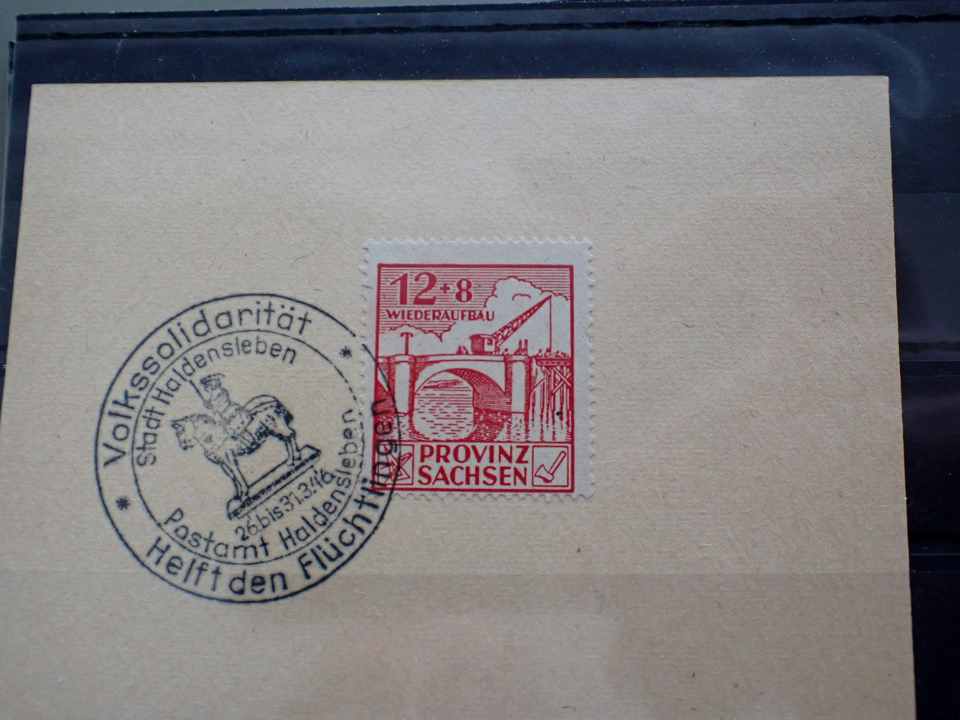 12+8
WIEDERAUFBAU
PROVINZ
SACHSEN
Volkssolidarität
Stadt Haldensleben
26.bis 31.3.46
Postamt Haldensleben
Helft den Flüchtlingen